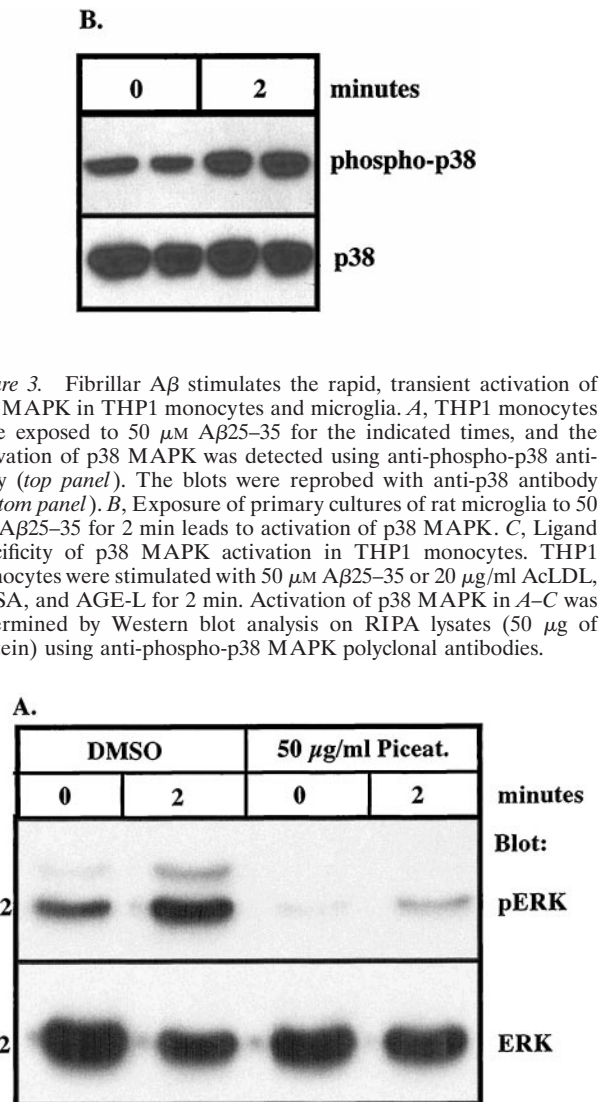 B.
0 2 minutes
phospho-p38
p38
ure 3. Fibrillar Aβ stimulates the rapid, transient activation of
MAPK in THP1 monocytes and microglia. A, THP1 monocytes
e exposed to 50 μM Aβ25–35 for the indicated times, and the
vation of p38 MAPK was detected using anti-phospho-p38 anti-
y (top panel). The blots were reprobed with anti-p38 antibody
tom panel). B, Exposure of primary cultures of rat microglia to 50
Aβ25–35 for 2 min leads to activation of p38 MAPK. C, Ligand
cificity of p38 MAPK activation in THP1 monocytes. THP1
nocytes were stimulated with 50 μM Aβ25–35 or 20 μg/ml AcLDL,
SA, and AGE-L for 2 min. Activation of p38 MAPK in A–C was
ermined by Western blot analysis on RIPA lysates (50 μg of
tein) using anti-phospho-p38 MAPK polyclonal antibodies.
A.
DMSO 50 μg/ml Piceat.
0 2 0 2 minutes
Blot:
2 pERK
2 ERK